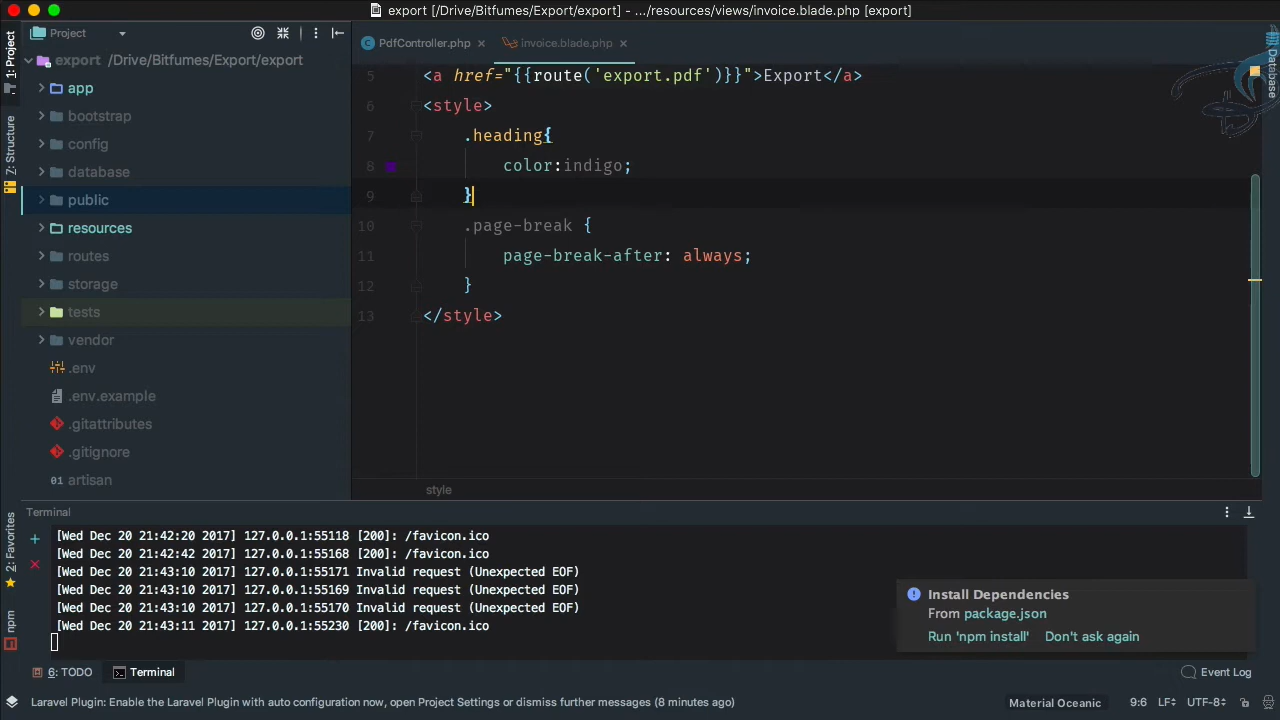 export [/Drive/Bitfumes/Export/export] - .../resources/views/invoice.blade.php [export]
1: Project
Z: Structure
2: Favorites
npm
Project
export /Drive/Bitfumes/Export/export
app
bootstrap
config
database
public
resources
routes
storage
tests
vendor
.env
.env.example
.gitattributes
.gitignore
01 artisan
PdfController.php
invoice.blade.php
Database
5 <a href="{{route('export.pdf')}}">Export</a>
6 <style>
7 .heading{
8 color:indigo;
9 }
10 .page-break {
11 page-break-after: always;
12 }
13 </style>
style
Terminal
[Wed Dec 20 21:42:20 2017] 127.0.0.1:55118 [200]: /favicon.ico
[Wed Dec 20 21:42:42 2017] 127.0.0.1:55168 [200]: /favicon.ico
[Wed Dec 20 21:43:10 2017] 127.0.0.1:55171 Invalid request (Unexpected EOF)
[Wed Dec 20 21:43:10 2017] 127.0.0.1:55169 Invalid request (Unexpected EOF)
[Wed Dec 20 21:43:10 2017] 127.0.0.1:55170 Invalid request (Unexpected EOF)
[Wed Dec 20 21:43:11 2017] 127.0.0.1:55230 [200]: /favicon.ico
Install Dependencies
From package.json
Run 'npm install' Don't ask again
6: TODO
Terminal
Event Log
Laravel Plugin: Enable the Laravel Plugin with auto configuration now, open Project Settings or dismiss further messages (8 minutes ago)
Material Oceanic
9:6 LF÷ UTF-8÷